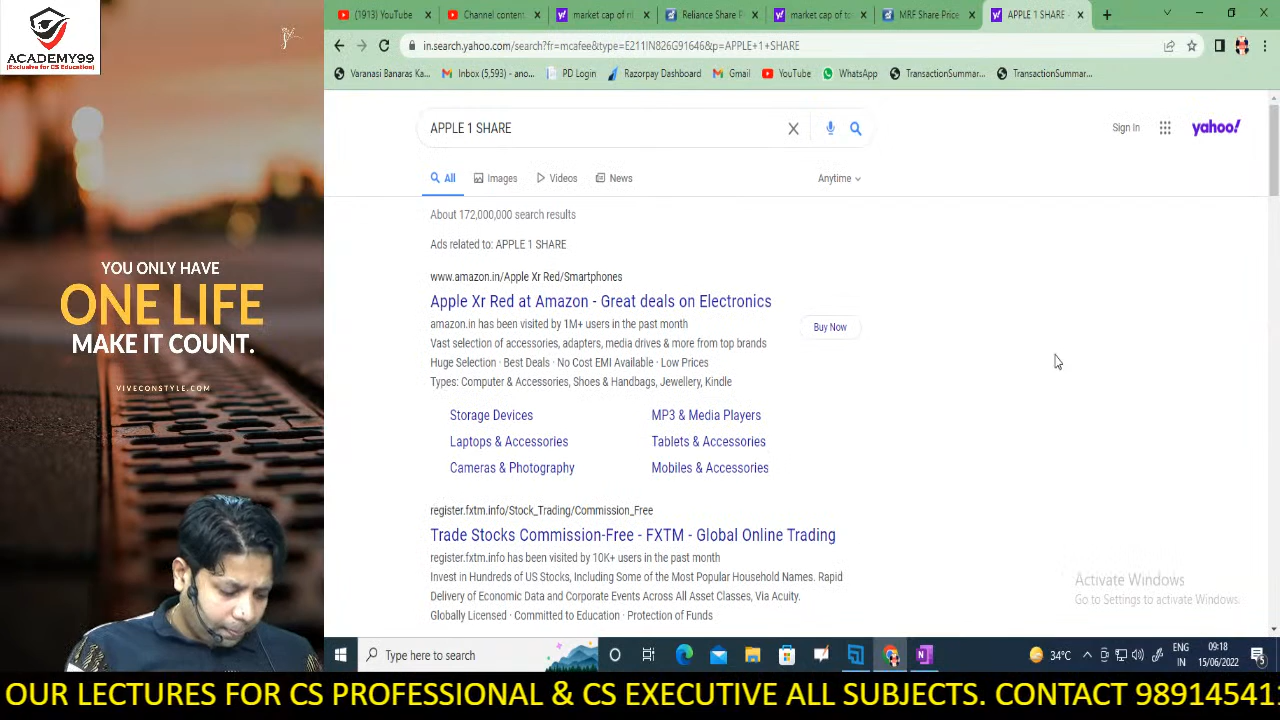 ACADEMY99
(Exclusive for CS Education)
YOU ONLY HAVE
ONE LIFE
MAKE IT COUNT.
VIVECONSTYLE.COM
(1913) YouTube
Channel content
market cap of ri
Reliance Share P
market cap of to
MRF Share Price
APPLE 1 SHARE -
in.search.yahoo.com/search?fr=mcafee&type=E211IN826G91646&p=APPLE+1+SHARE
Varanasi Banaras Ka...
Inbox (5,593) - ano...
PD Login
Razorpay Dashboard
Gmail
YouTube
WhatsApp
TransactionSummar...
TransactionSummar...
APPLE 1 SHARE
Sign In
yahoo!
All
Images
Videos
News
Anytime
About 172,000,000 search results
Ads related to: APPLE 1 SHARE
www.amazon.in/Apple Xr Red/Smartphones
Apple Xr Red at Amazon - Great deals on Electronics
amazon.in has been visited by 1M+ users in the past month
Buy Now
Vast selection of accessories, adapters, media drives & more from top brands
Huge Selection · Best Deals · No Cost EMI Available · Low Prices
Types: Computer & Accessories, Shoes & Handbags, Jewellery, Kindle
Storage Devices
MP3 & Media Players
Laptops & Accessories
Tablets & Accessories
Cameras & Photography
Mobiles & Accessories
register.fxtm.info/Stock_Trading/Commission_Free
Trade Stocks Commission-Free - FXTM - Global Online Trading
register.fxtm.info has been visited by 10K+ users in the past month
Invest in Hundreds of US Stocks, Including Some of the Most Popular Household Names. Rapid
Delivery of Economic Data and Corporate Events Across All Asset Classes, Via Acuity.
Globally Licensed · Committed to Education · Protection of Funds
Activate Windows
Go to Settings to activate Windows.
Type here to search
34°C
ENG
IN
09:18
15/06/2022
5
OUR LECTURES FOR CS PROFESSIONAL & CS EXECUTIVE ALL SUBJECTS. CONTACT 989145411